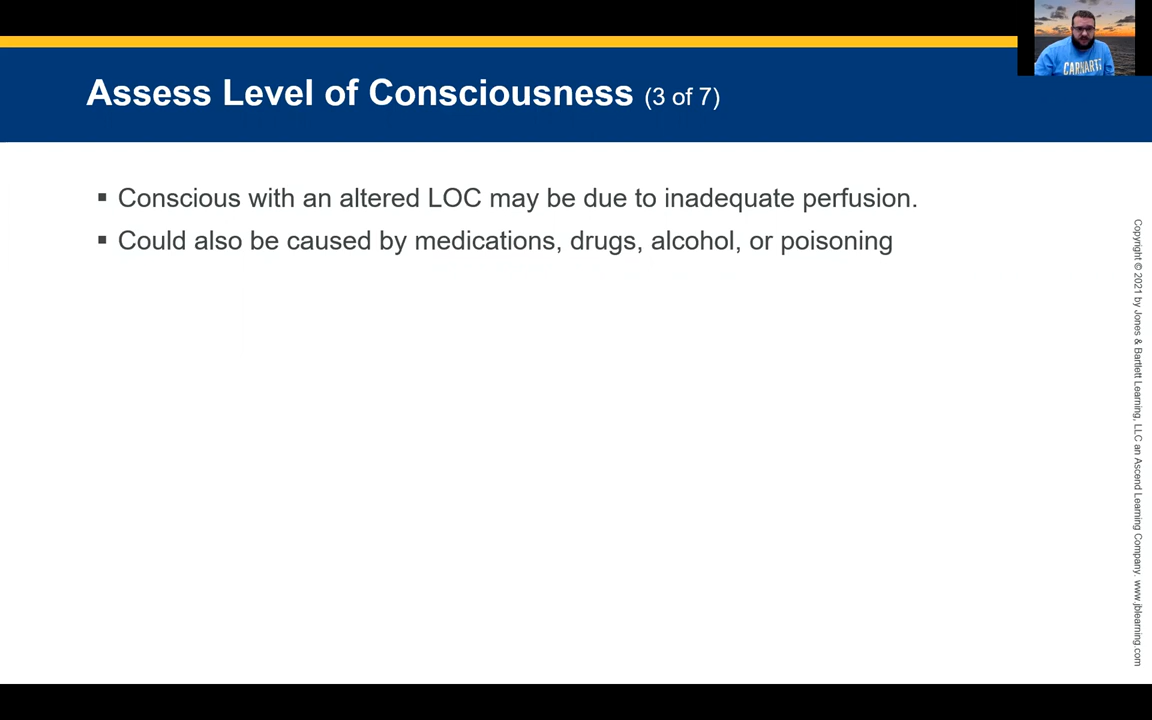 Assess Level of Consciousness (3 of 7)
CARHARTT
▪ Conscious with an altered LOC may be due to inadequate perfusion.
▪ Could also be caused by medications, drugs, alcohol, or poisoning
Copyright © 2021 by Jones & Bartlett Learning, LLC an Ascend Learning Company. www.jblearning.com